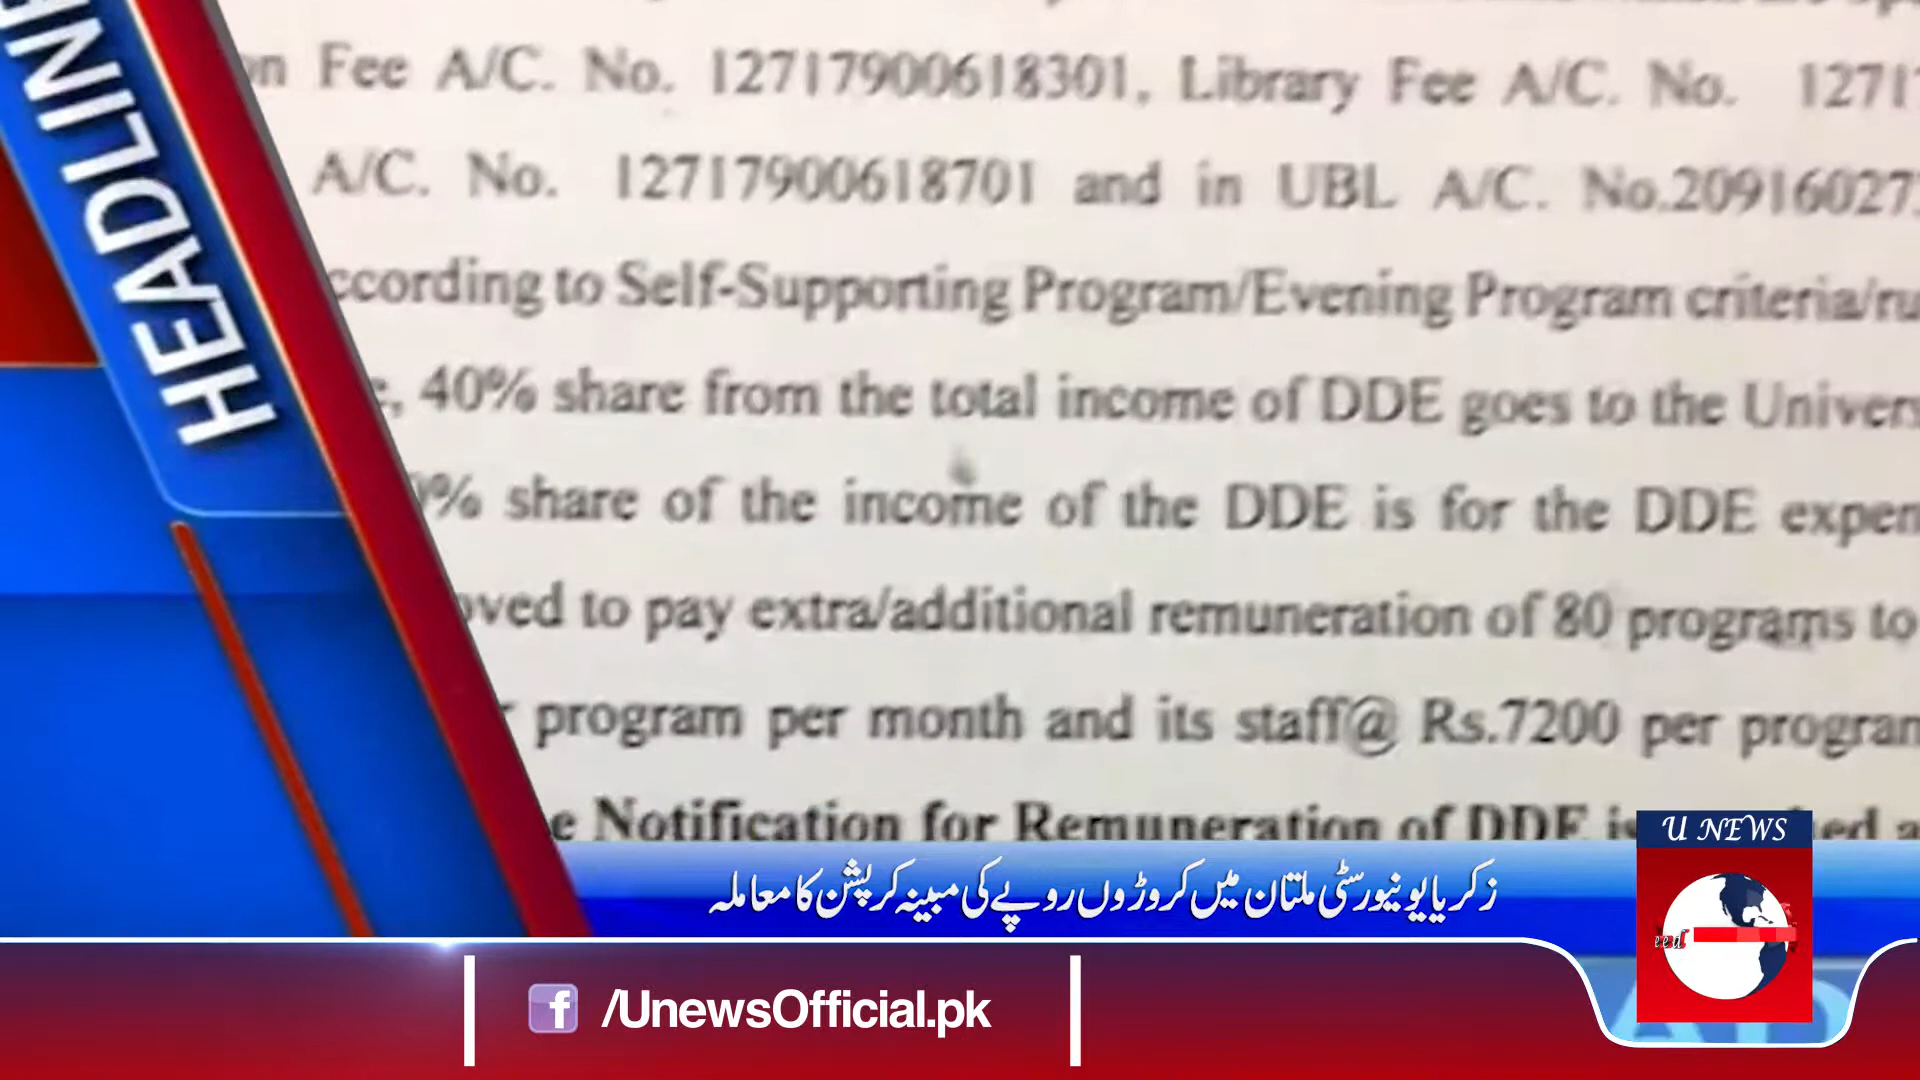 HEADLINE
Fee A/C. No. 12717900618301, Library Fee A/C. No.
A/C. No. 12717900618701 and in UBL A/C. No.
to Self-Supporting Program/Evening Program
40% share from the total income of DDE goes to the
share of the income of the DDE is for the DDE
to pay extra/additional remuneration of 80 programs to
program per month and its staff@ Rs.7200 per
Notification for Remuneration of DDE
زکریا یونیورسٹی ملتان میں کروڑوں روپے کی مبینہ کرپشن کا معاملہ
U NEWS
/UnewsOfficial.pk